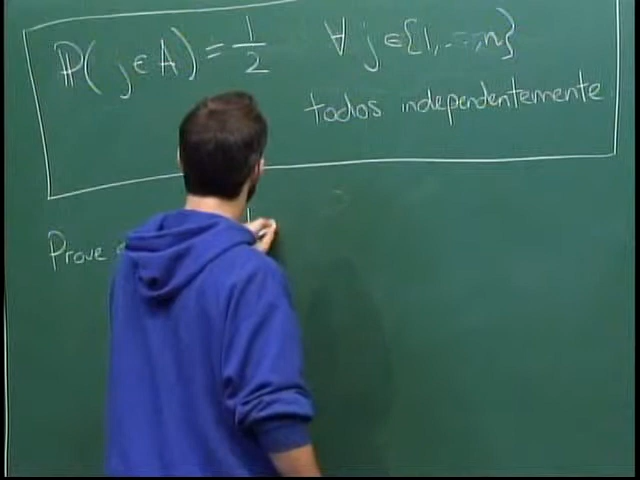 ℙ( j ∈ A ) = 1/2 ∀ j ∈ {1, ..., n}
todos independentemente
Prove